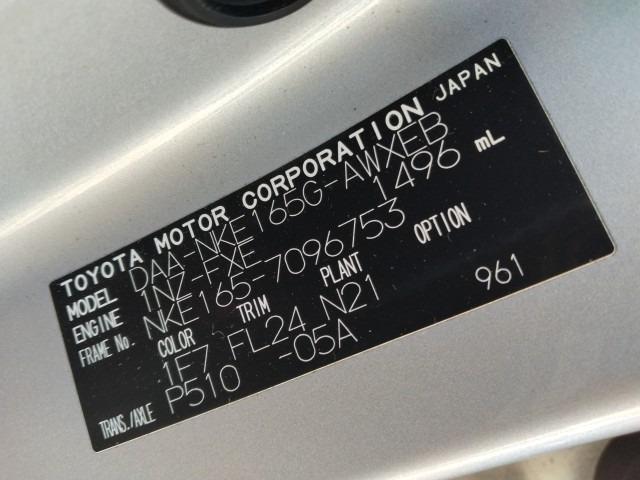 TOYOTA MOTOR CORPORATION JAPAN
MODEL DAA-NKE165G-AWXEB
ENGINE 1NZ-FXE 1496 mL
FRAME No. NKE165-7096753
COLOR TRIM PLANT OPTION
1F7 FL24 N21 961
TRANS./AXLE P510 -05A